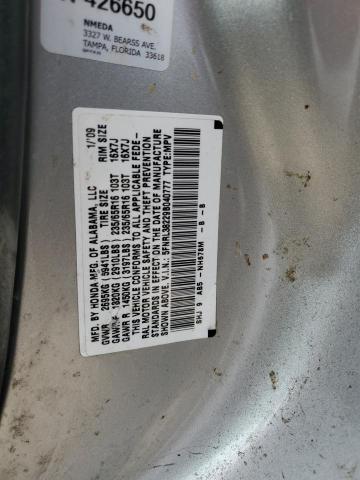 426650
NMEDA
3327 W. BEARSS AVE.
TAMPA, FLORIDA 33618
MFD. BY HONDA MFG. OF ALABAMA, LLC 1/09
GVWR 2695KG (5941LBS) TIRE SIZE RIM SIZE
GAWR F 1320KG (2910LBS) 235/65R16 103T 16X7J
GAWR R 1450KG (3197LBS) 235/65R16 103T 16X7J
THIS VEHICLE CONFORMS TO ALL APPLICABLE FEDE-
RAL MOTOR VEHICLE SAFETY AND THEFT PREVENTION
STANDARDS IN EFFECT ON THE DATE OF MANUFACTURE
SHOWN ABOVE. V.I.N.: 5FNRL38229B040777 TYPE:MPV
SHJ 9 AB5 -NH678M - B - B